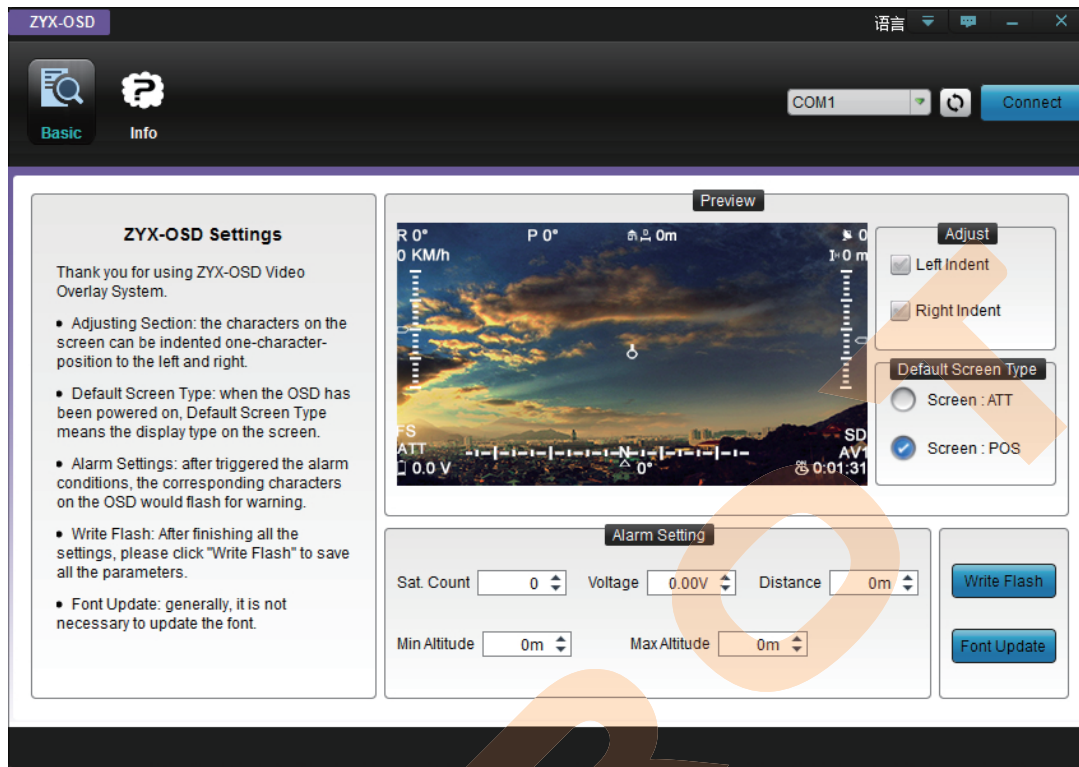 ZYX-OSD
语言
Basic
Info
COM1
Connect
ZYX-OSD Settings
Thank you for using ZYX-OSD Video
Overlay System.
• Adjusting Section: the characters on the
screen can be indented one-character-
position to the left and right.
• Default Screen Type: when the OSD has
been powered on, Default Screen Type
means the display type on the screen.
• Alarm Settings: after triggered the alarm
conditions, the corresponding characters
on the OSD would flash for warning.
• Write Flash: After finishing all the
settings, please click "Write Flash" to save
all the parameters.
• Font Update: generally, it is not
necessary to update the font.
Preview
R 0° P 0° 0m 0
0 KM/h 0 m
FS SD
ATT N AV1
0.0 V 0° ON 0:01:31
Adjust
Left Indent
Right Indent
Default Screen Type
Screen : ATT
Screen : POS
Alarm Setting
Sat. Count 0 Voltage 0.00V Distance 0m
Min Altitude 0m Max Altitude 0m
Write Flash
Font Update
ROT